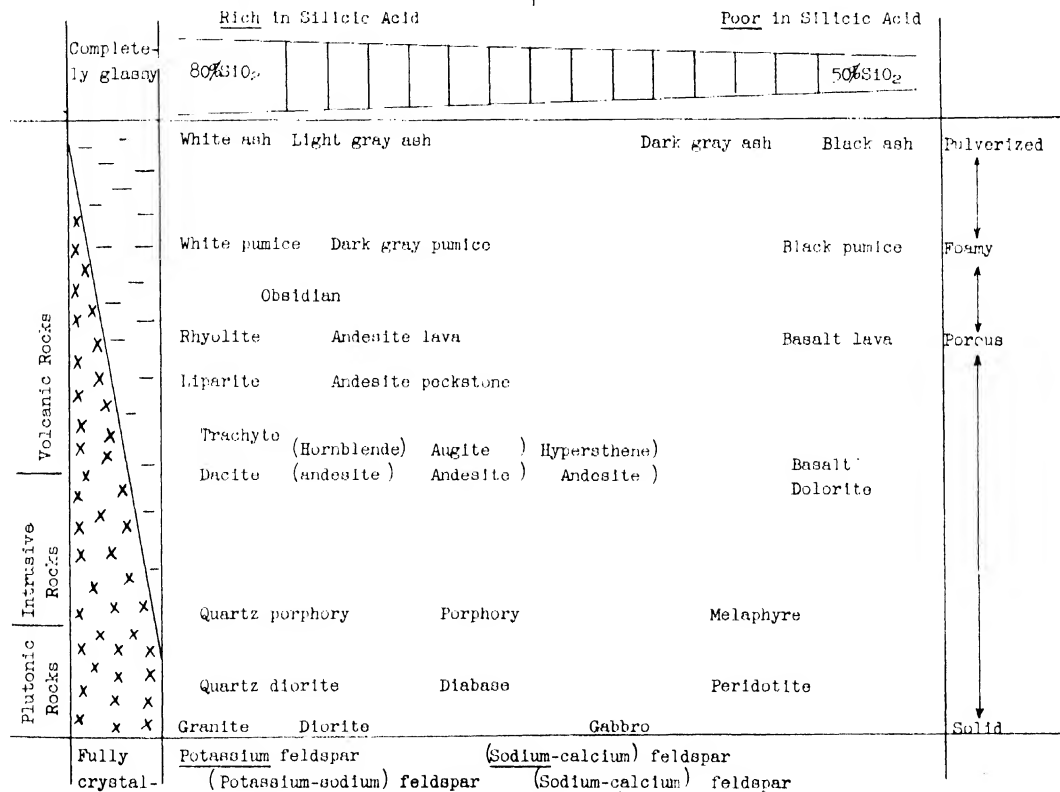 Rich in Silicic Acid Poor in Silicic Acid
Complete-
ly glassy 80%SiO2 50%SiO2
White ash Light gray ash Dark gray ash Black ash Pulverized
White pumice Dark gray pumice Black pumice Foamy
Obsidian
Rhyolite Andesite lava Basalt lava Porous
Liparite Andesite pockstone
Trachyto (Hornblende) Augite ) Hypersthene)
Dacite (andesite ) Andesite ) Andesite ) Basalt
Dolorite
Volcanic Rocks
Intrusive
Rocks
Quartz porphory Porphory Melaphyre
Plutonic
Rocks
Quartz diorite Diabase Peridotite
Granite Diorite Gabbro Solid
Fully Potassium feldspar (Sodium-calcium) feldspar
crystal- (Potassium-sodium) feldspar (Sodium-calcium) feldspar